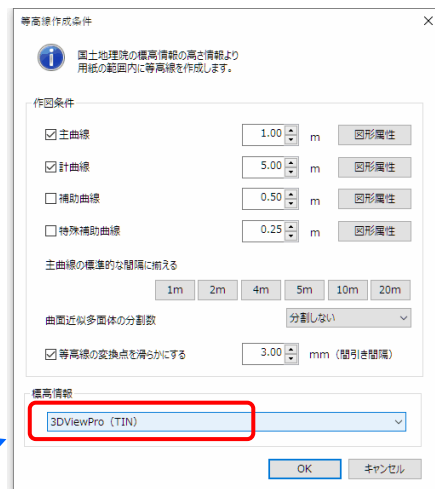 等高線作成条件
国土地理院の標高情報の高さ情報より
用紙の範囲内に等高線を作成します。
作図条件
主曲線 1.00 m 図形属性
計曲線 5.00 m 図形属性
補助曲線 0.50 m 図形属性
特殊補助曲線 0.25 m 図形属性
主曲線の標準的な間隔に揃える
1m 2m 4m 5m 10m 20m
曲面近似多面体の分割数 分割しない
等高線の変換点を滑らかにする 3.00 mm (間引き間隔)
標高情報
3DViewPro (TIN)
OK キャンセル